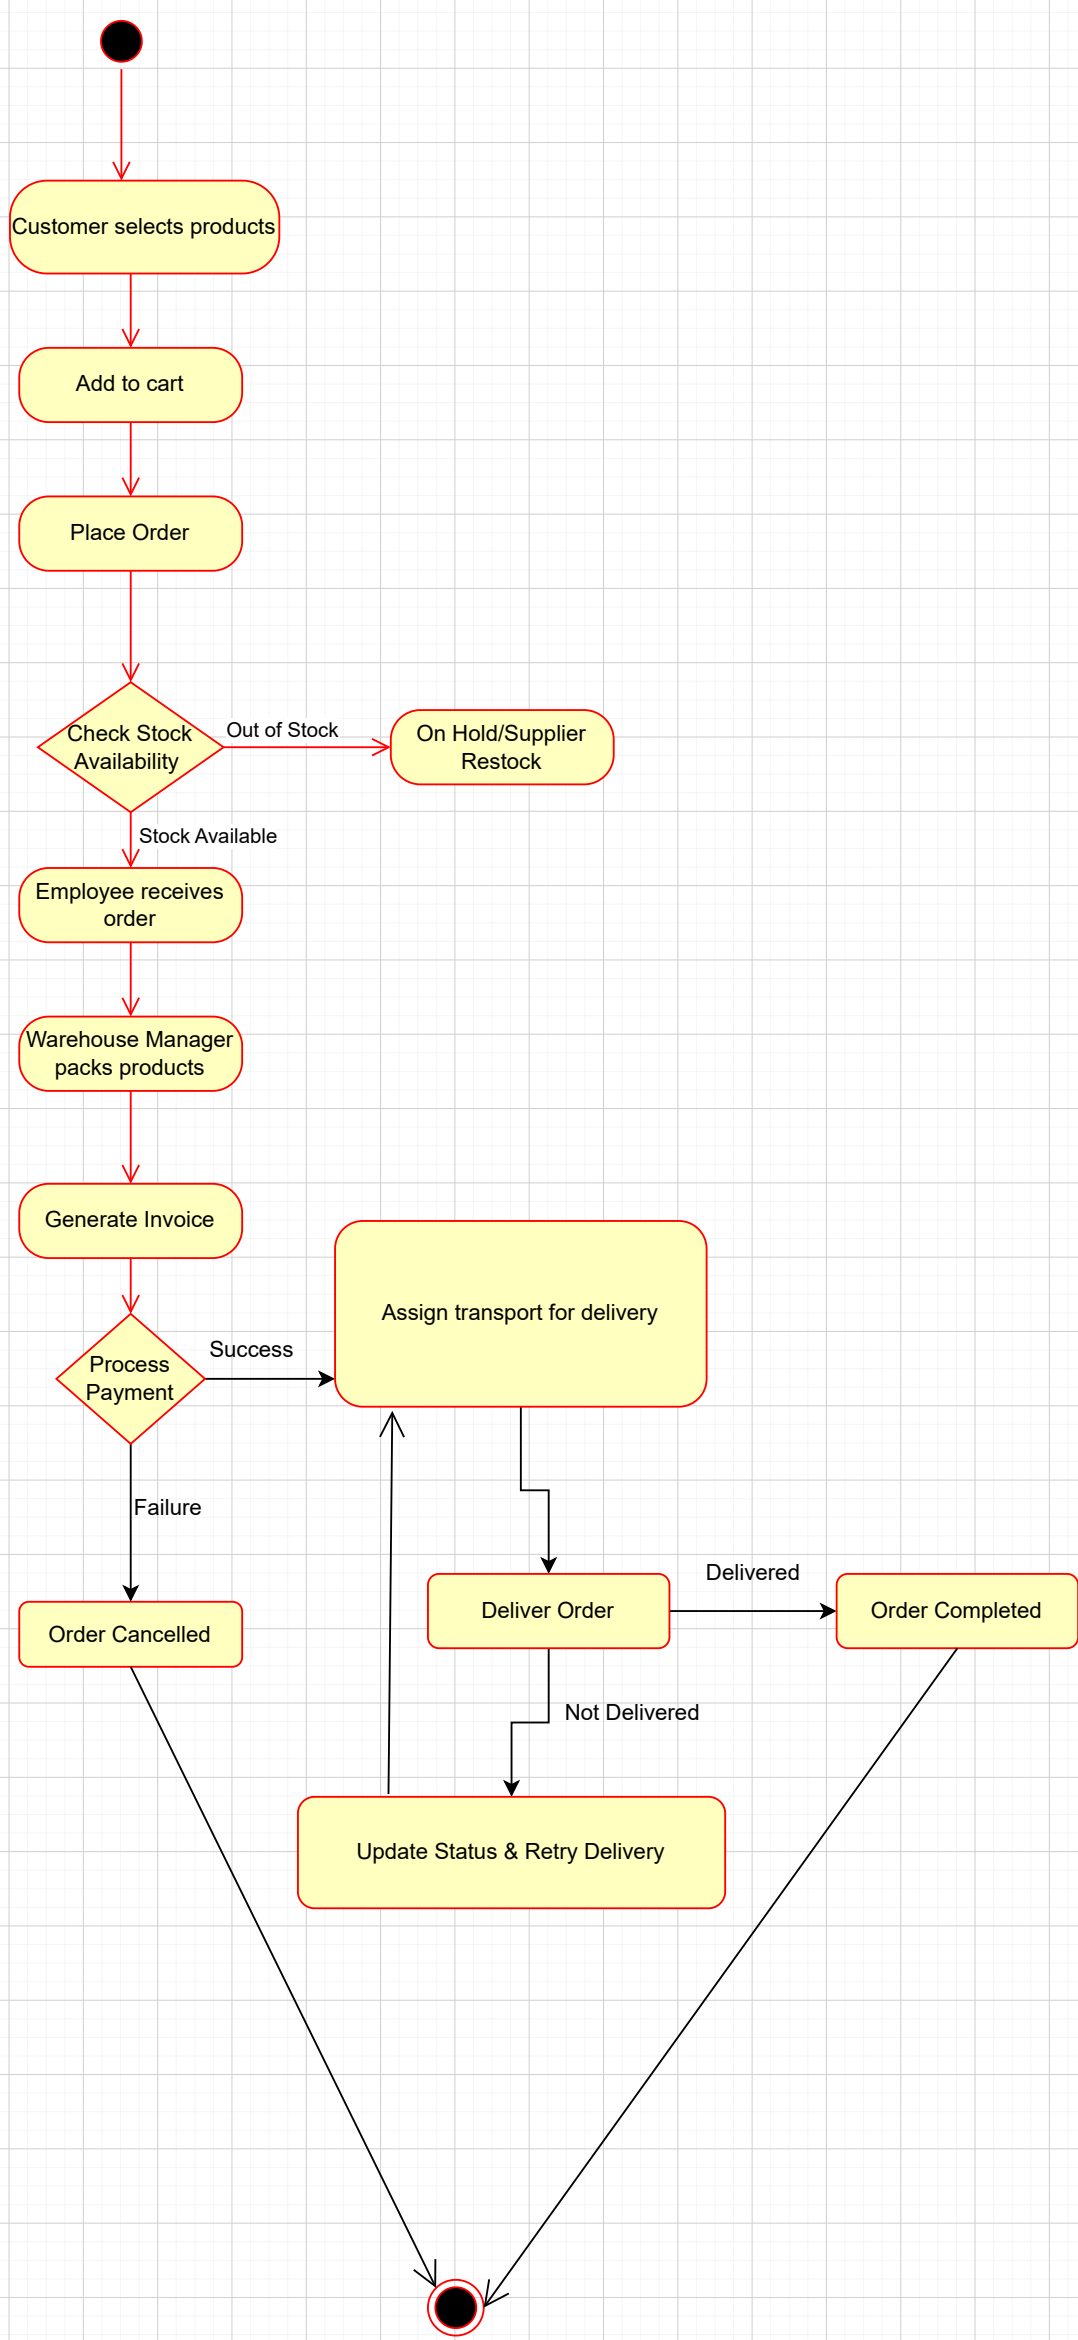 Customer selects products
Add to cart
Place Order
Check Stock
Availability
Out of Stock
On Hold/Supplier
Restock
Stock Available
Employee receives
order
Warehouse Manager
packs products
Generate Invoice
Assign transport for delivery
Process
Payment
Success
Failure
Order Cancelled
Deliver Order
Delivered
Order Completed
Not Delivered
Update Status & Retry Delivery